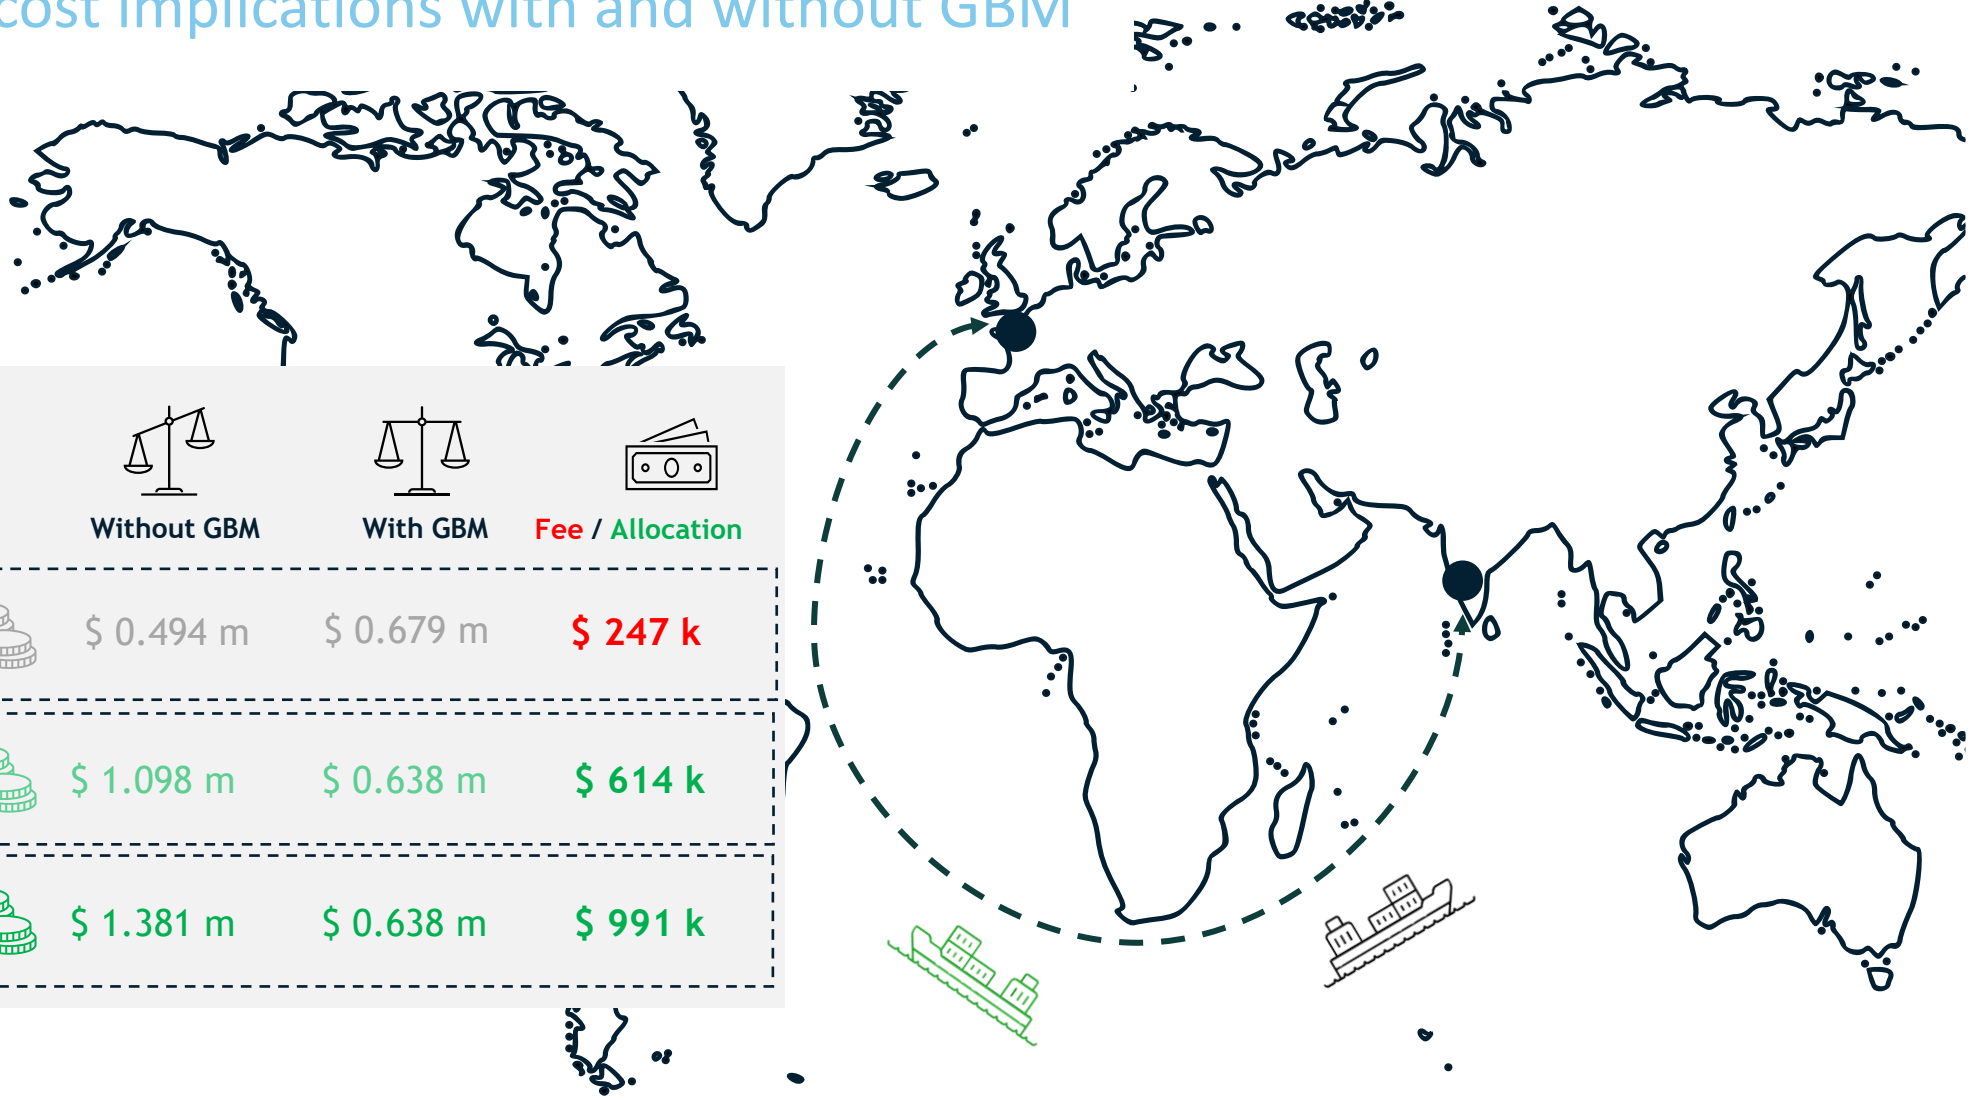 cost implications with and without GBM
Without GBM
With GBM
Fee / Allocation
$ 0.494 m
$ 0.679 m
$ 247 k
$ 1.098 m
$ 0.638 m
$ 614 k
$ 1.381 m
$ 0.638 m
$ 991 k